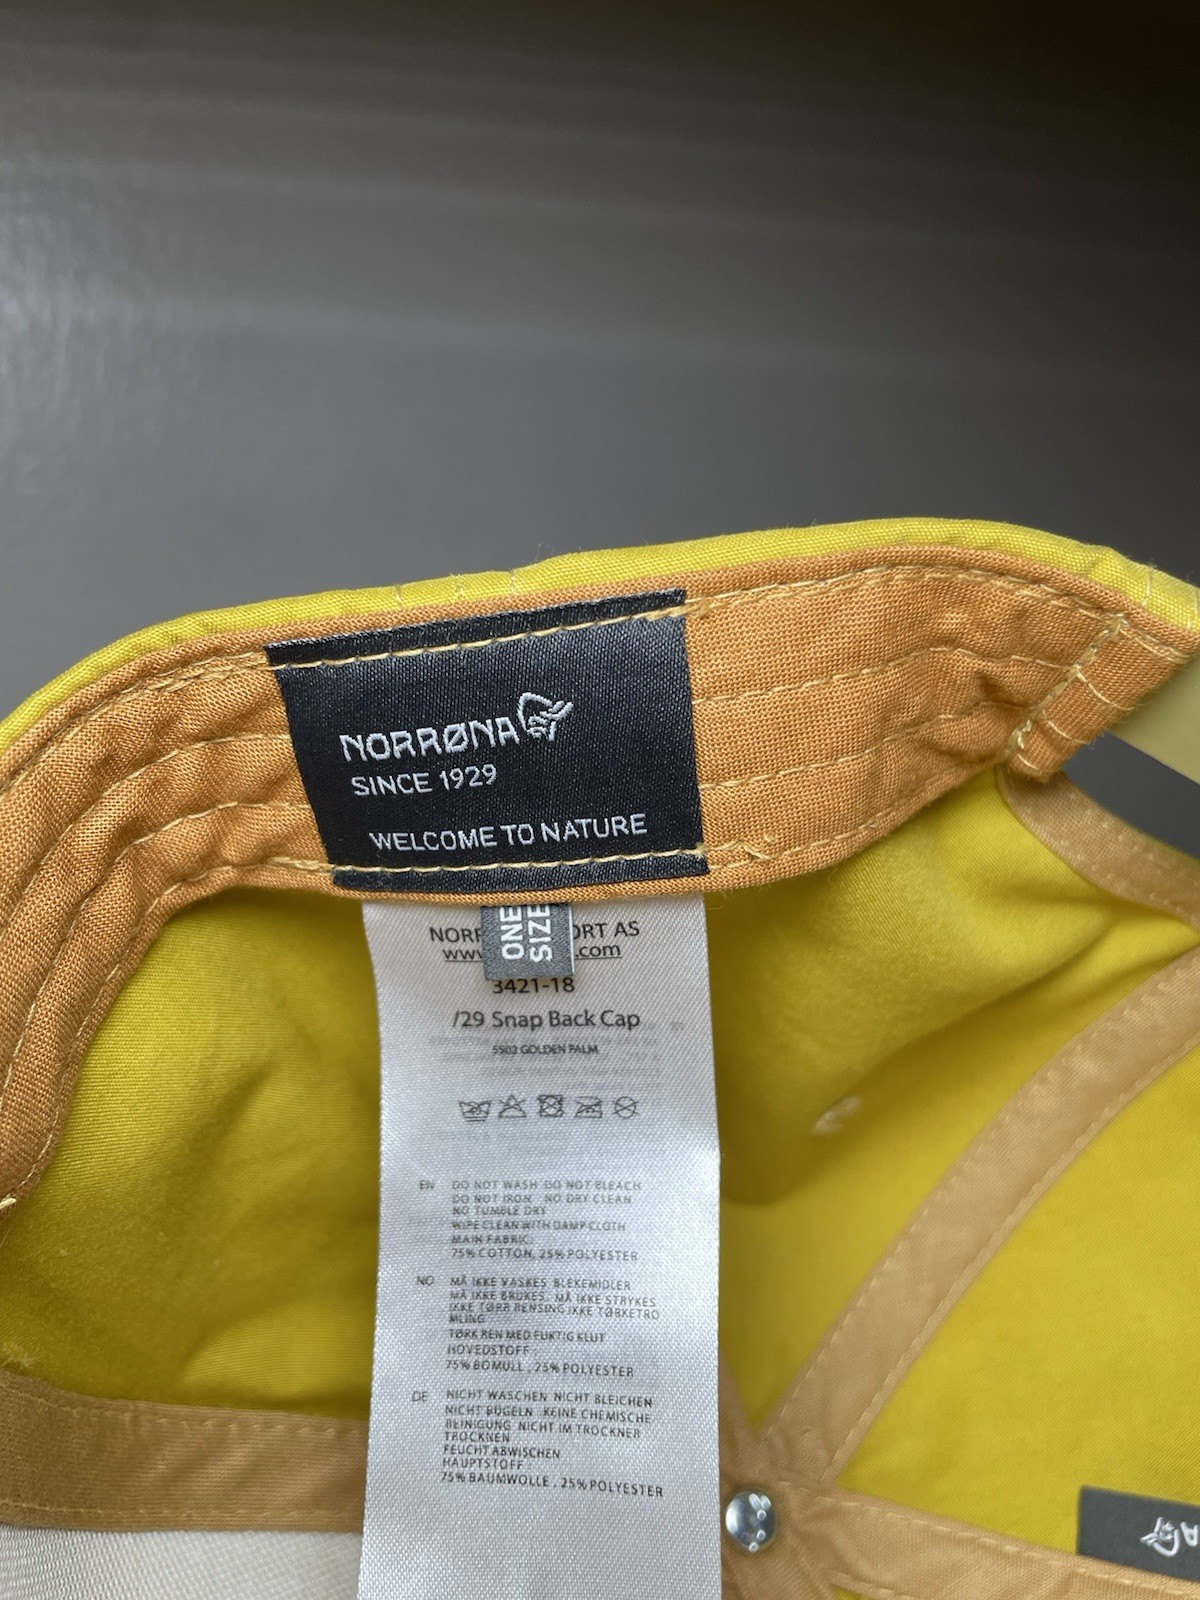 NORRØNA
SINCE 1929
WELCOME TO NATURE
ONE
SIZE
NORR ORT AS
www .com
3421-18
/29 Snap Back Cap
5502 GOLDEN PALM
EN DO NOT WASH DO NOT BLEACH
DO NOT IRON NO DRY CLEAN
NO TUMBLE DRY
WIPE CLEAN WITH DAMP CLOTH
MAIN FABRIC:
75% COTTON, 25% POLYESTER
NO MÅ IKKE VASKES BLEKEMIDLER
MÅ IKKE BRUKES. MÅ IKKE STRYKES
IKKE TØRR RENSING IKKE TØRKETRO
MLING
TØRK REN MED FUKTIG KLUT
HOVEDSTOFF :
75% BOMULL , 25% POLYESTER
DE NICHT WASCHEN NICHT BLEICHEN
NICHT BÜGELN KEINE CHEMISCHE
REINIGUNG NICHT IM TROCKNER
TROCKNEN
FEUCHT ABWISCHEN
HAUPTSTOFF :
75% BAUMWOLLE , 25% POLYESTER